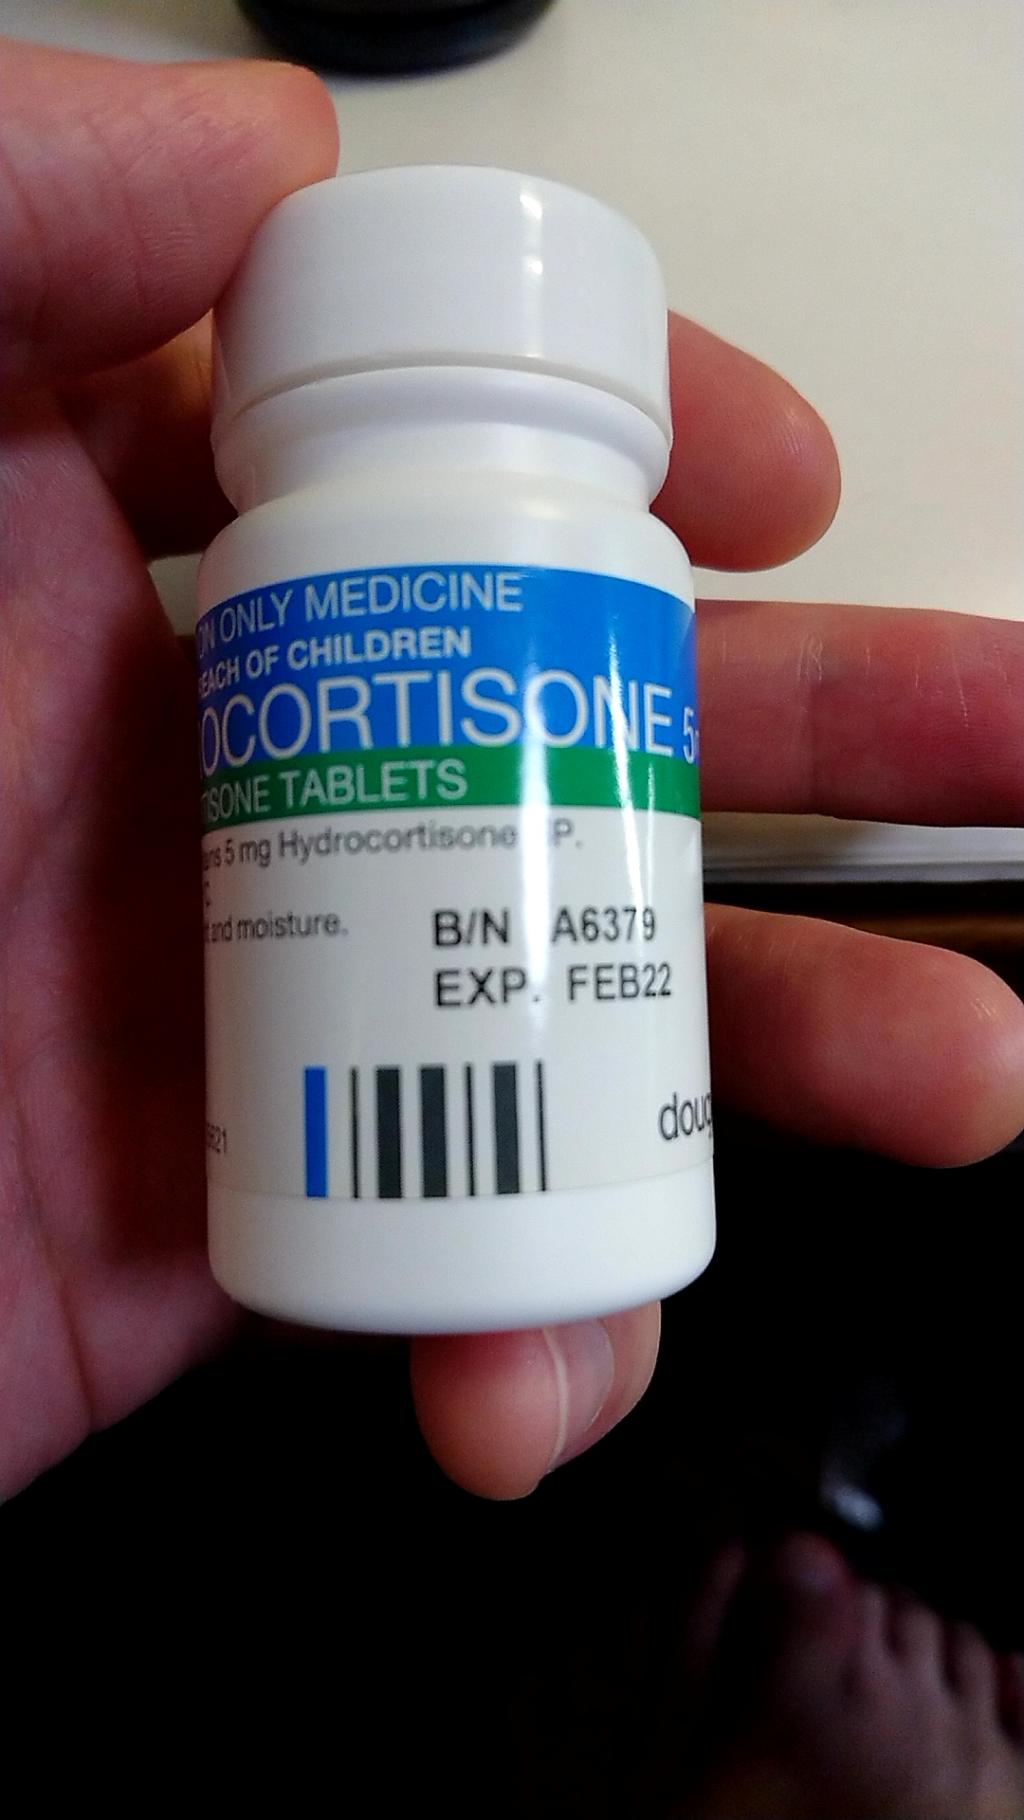 ON ONLY MEDICINE
REACH OF CHILDREN
OCORTISONE 5
TISONE TABLETS
5 mg Hydrocortisone P.
and moisture.
B/N A6379
EXP. FEB22
doug